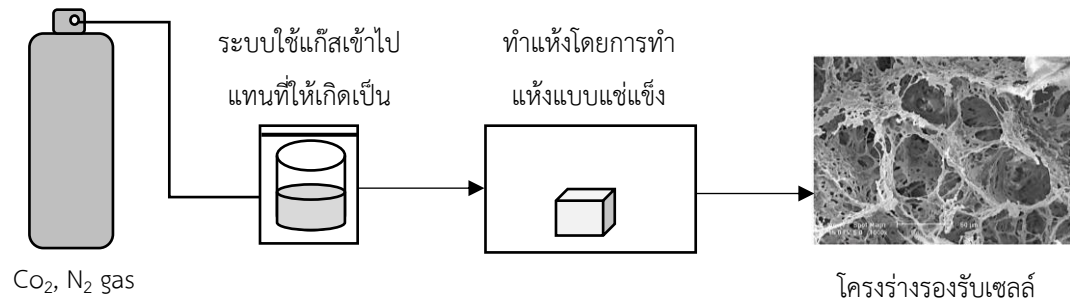 ระบบใช้แก๊สเข้าไป
แทนที่ให้เกิดเป็น
ทำแห้งโดยการทำ
แห้งแบบแช่แข็ง
Co₂, N₂ gas
โครงร่างรองรับเซลล์